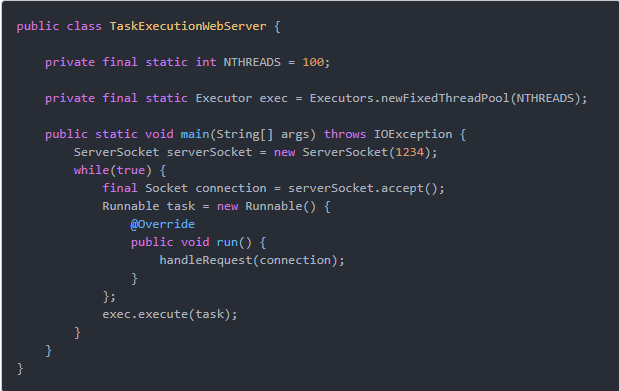 public class TaskExecutionWebServer {
private final static int NTHREADS = 100;
private final static Executor exec = Executors.newFixedThreadPool(NTHREADS);
public static void main(String[] args) throws IOException {
ServerSocket serverSocket = new ServerSocket(1234);
while(true) {
final Socket connection = serverSocket.accept();
Runnable task = new Runnable() {
@Override
public void run() {
handleRequest(connection);
}
};
exec.execute(task);
}
}
}